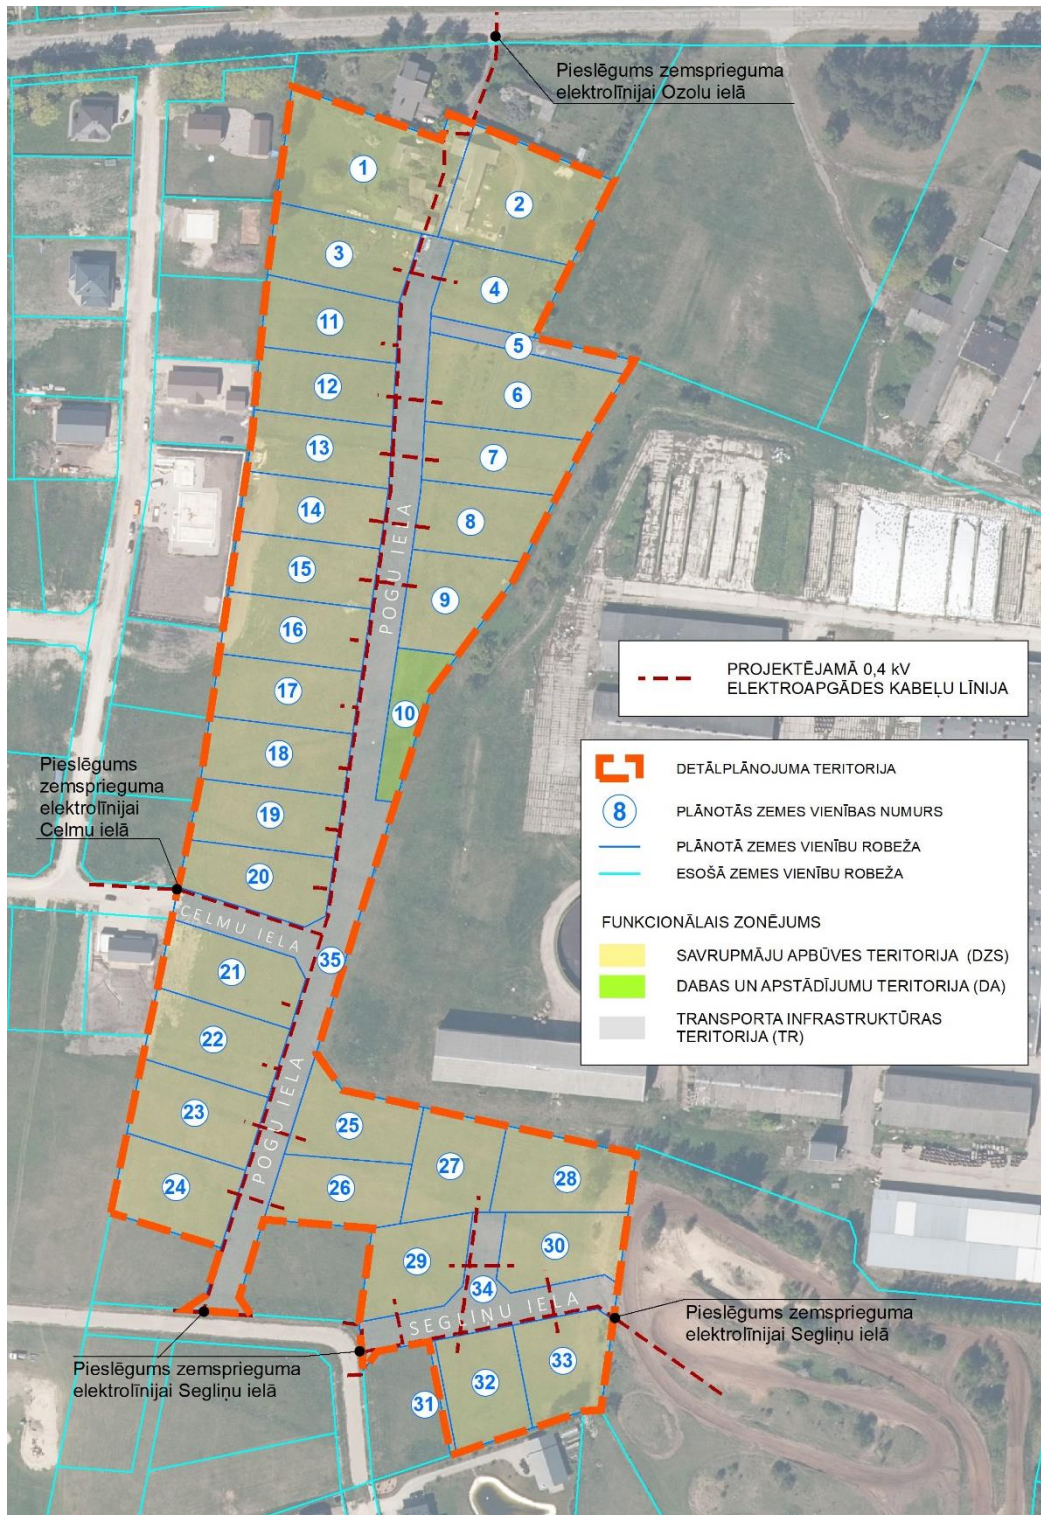 Pieslēgums zemsprieguma
elektrolīnijai Ozolu ielā
1
2
3
4
11
5
12
6
13
7
14
8
POGU IELA
15
9
16
17
10
18
19
20
PROJEKTĒJAMĀ 0,4 kV
ELEKTROAPGĀDES KABEĻU LĪNIJA
DETĀLPLĀNOJUMA TERITORIJA
8
PLĀNOTĀS ZEMES VIENĪBAS NUMURS
PLĀNOTĀ ZEMES VIENĪBU ROBEŽA
ESOŠĀ ZEMES VIENĪBU ROBEŽA
FUNKCIONĀLAIS ZONĒJUMS
SAVRUPMĀJU APBŪVES TERITORIJA (DZS)
DABAS UN APSTĀDĪJUMU TERITORIJA (DA)
TRANSPORTA INFRASTRUKTŪRAS
TERITORIJA (TR)
Pieslēgums
zemsprieguma
elektrolīnijai
Celmu ielā
CELMU IELA
35
21
22
POGU IELA
23
25
24
26
27
28
29
30
34
SEGLIŅU IELA
Pieslēgums zemsprieguma
elektrolīnijai Segliņu ielā
Pieslēgums zemsprieguma
elektrolīnijai Segliņu ielā
31
32
33